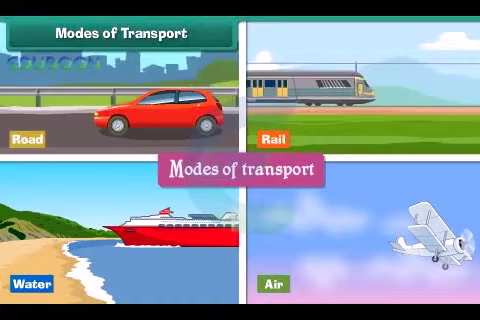 Modes of Transport
Road
Rail
Modes of transport
Water
Air